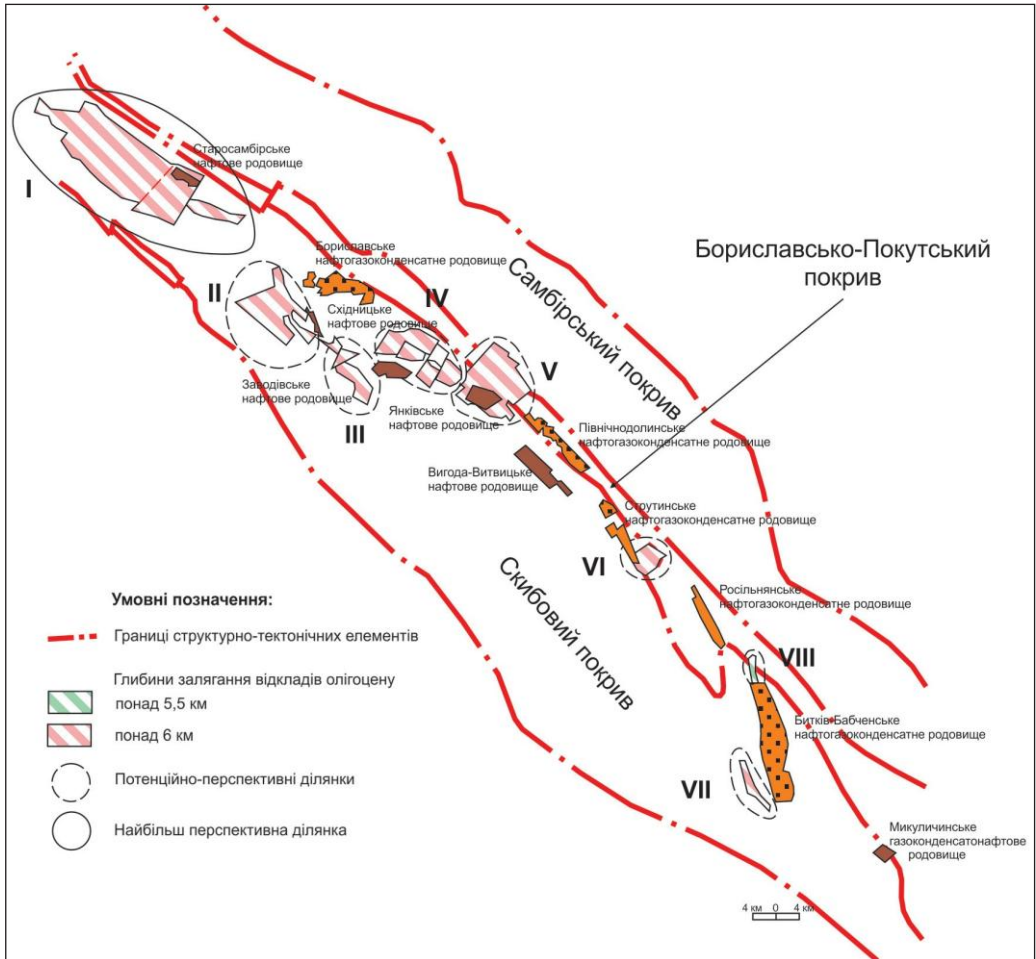 Старосамбірське
нафтове родовище
I
Бориславське
нафтогазоконденсатне родовище
Бориславсько-Покутський
покрив
Самбірський покрив
II
IV
Східницьке
нафтове родовище
V
Заводівське
нафтове родовище
III
Янківське
нафтове родовище
Північнодолинське
нафтогазоконденсатне родовище
Вигода-Витвицьке
нафтове родовище
Струтинське
нафтогазоконденсатне родовище
VI
Скибовий покрив
Росільнянське
нафтогазоконденсатне родовище
VIII
Битків-Бабченське
нафтогазоконденсатне родовище
VII
Микуличинське
газоконденсатонафтове
родовище
4 км 0 4 км
Умовні позначення:
Границі структурно-тектонічних елементів
Глибини залягання відкладів олігоцену
понад 5,5 км
понад 6 км
Потенційно-перспективні ділянки
Найбільш перспективна ділянка